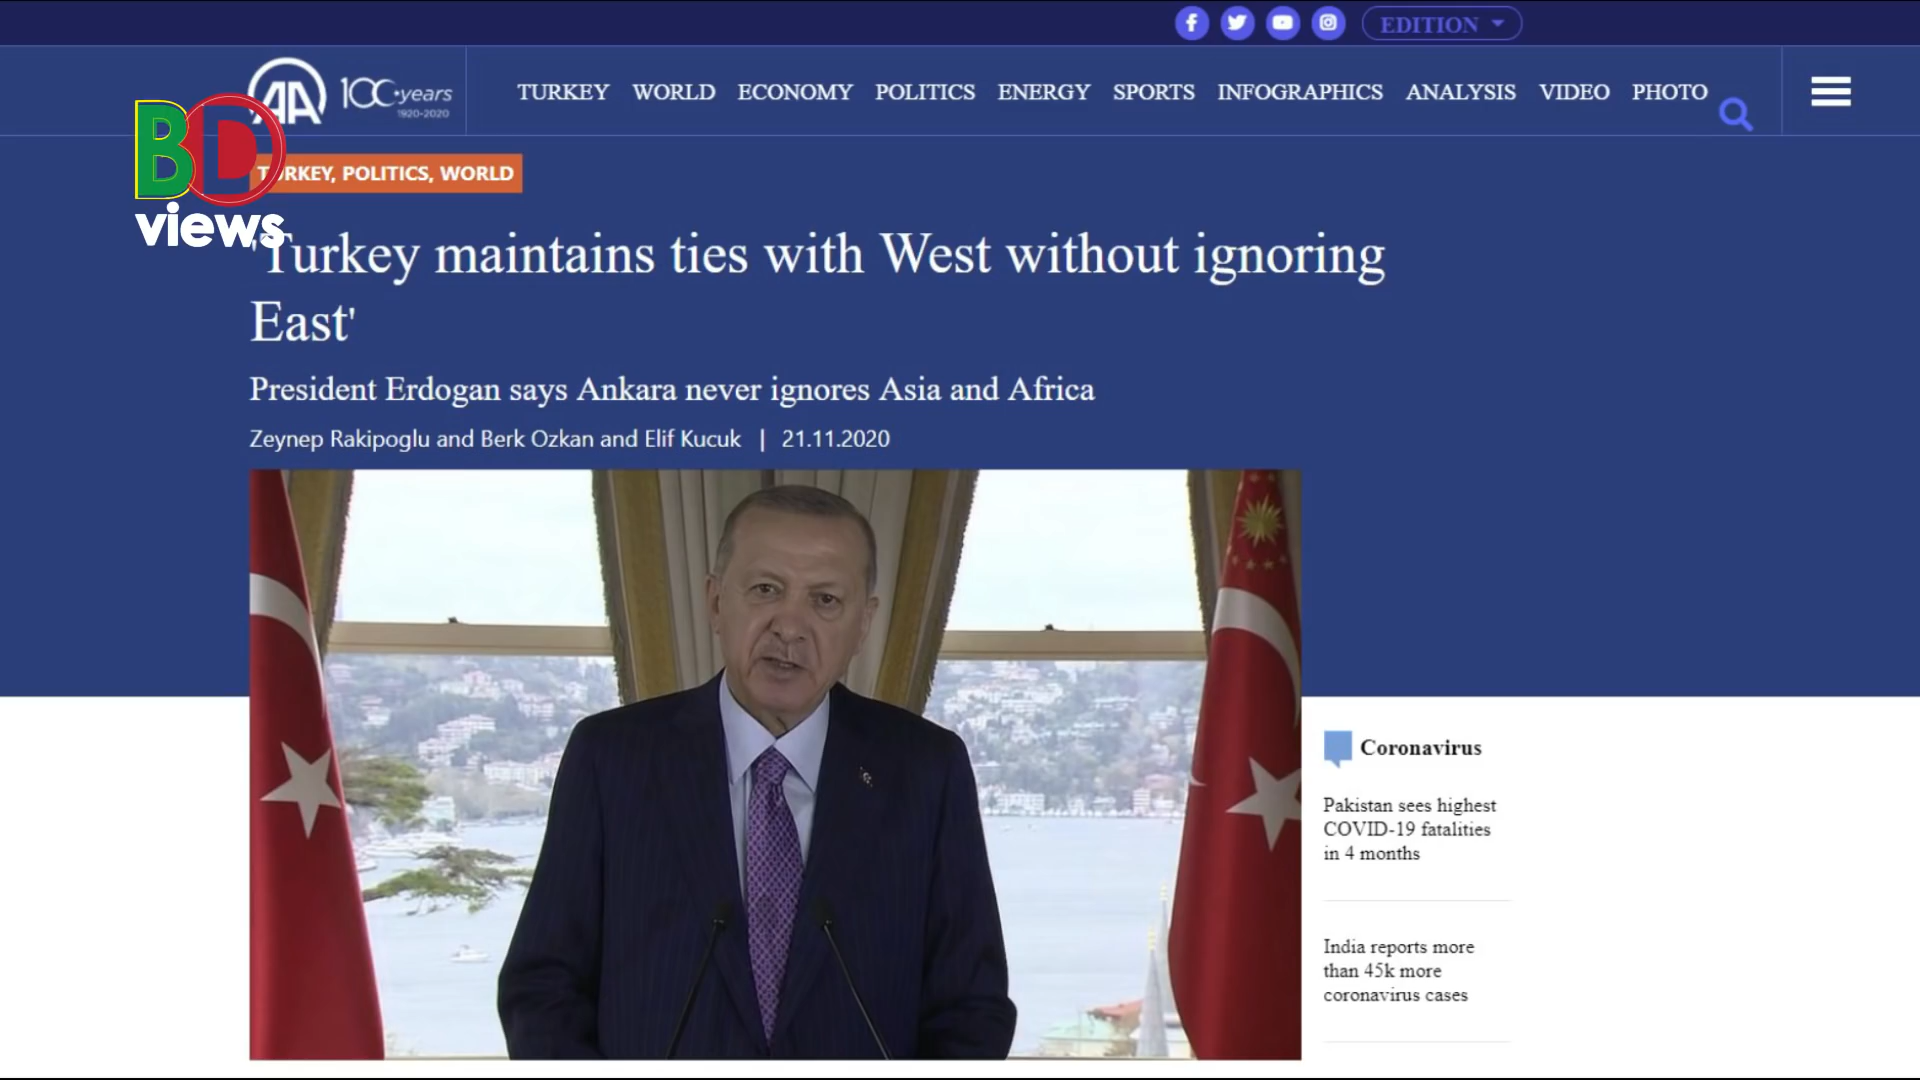 EDITION
AA 100 years
1920-2020
TURKEY WORLD ECONOMY POLITICS ENERGY SPORTS INFOGRAPHICS ANALYSIS VIDEO PHOTO
BD
views
TURKEY, POLITICS, WORLD
'Turkey maintains ties with West without ignoring
East'
President Erdogan says Ankara never ignores Asia and Africa
Zeynep Rakipoglu and Berk Ozkan and Elif Kucuk | 21.11.2020
Coronavirus
Pakistan sees highest
COVID-19 fatalities
in 4 months
India reports more
than 45k more
coronavirus cases